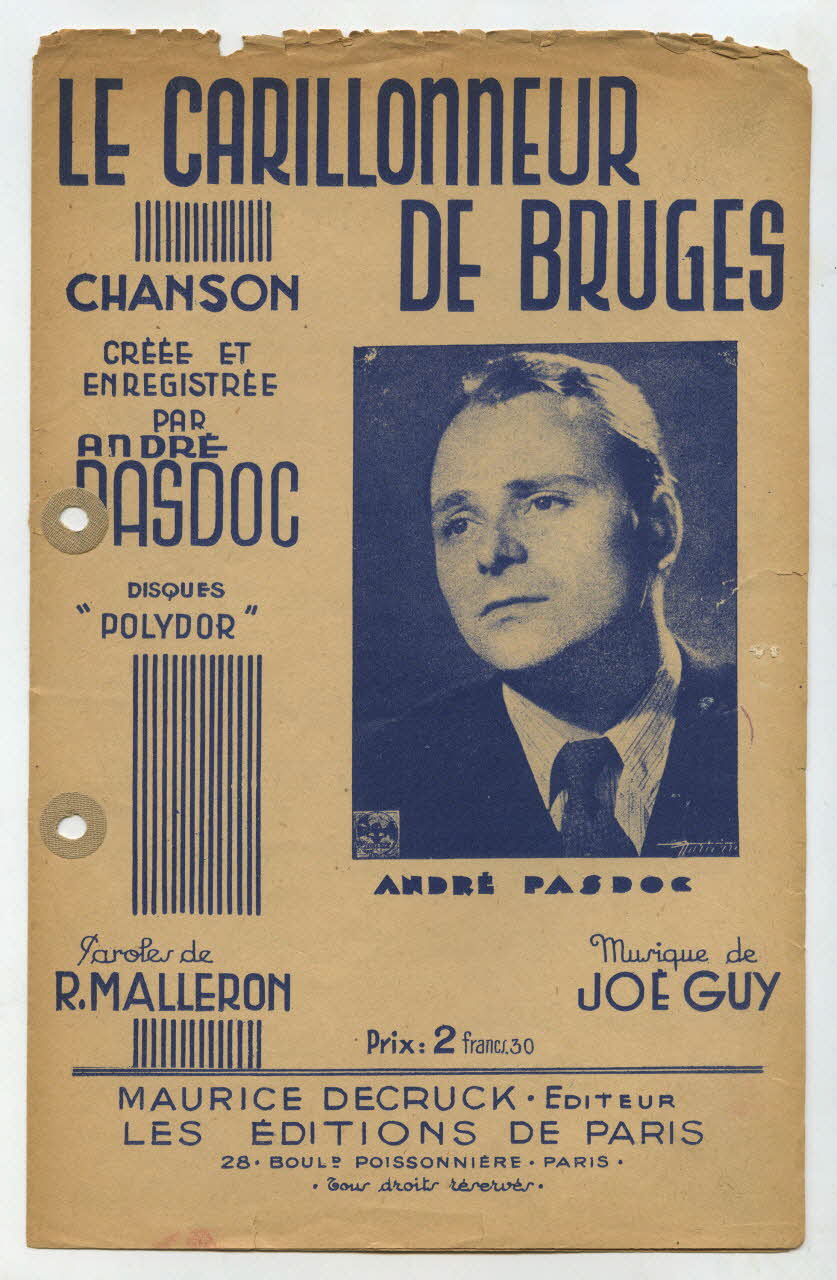 LE CARILLONNEUR
DE BRUGES
CHANSON
CRÉÉE ET
ENREGISTRÉE
PAR
ANDRÉ
PASDOC
DISQUES
"POLYDOR"
ANDRÉ PASDOC
Paroles de
R. MALLERON
Musique de
JOÉ GUY
Prix: 2 francs.30
MAURICE DECRUCK · EDITEUR
LES ÉDITIONS DE PARIS
28 · BOULD POISSONNIÈRE · PARIS ·
· Tous droits réservés ·